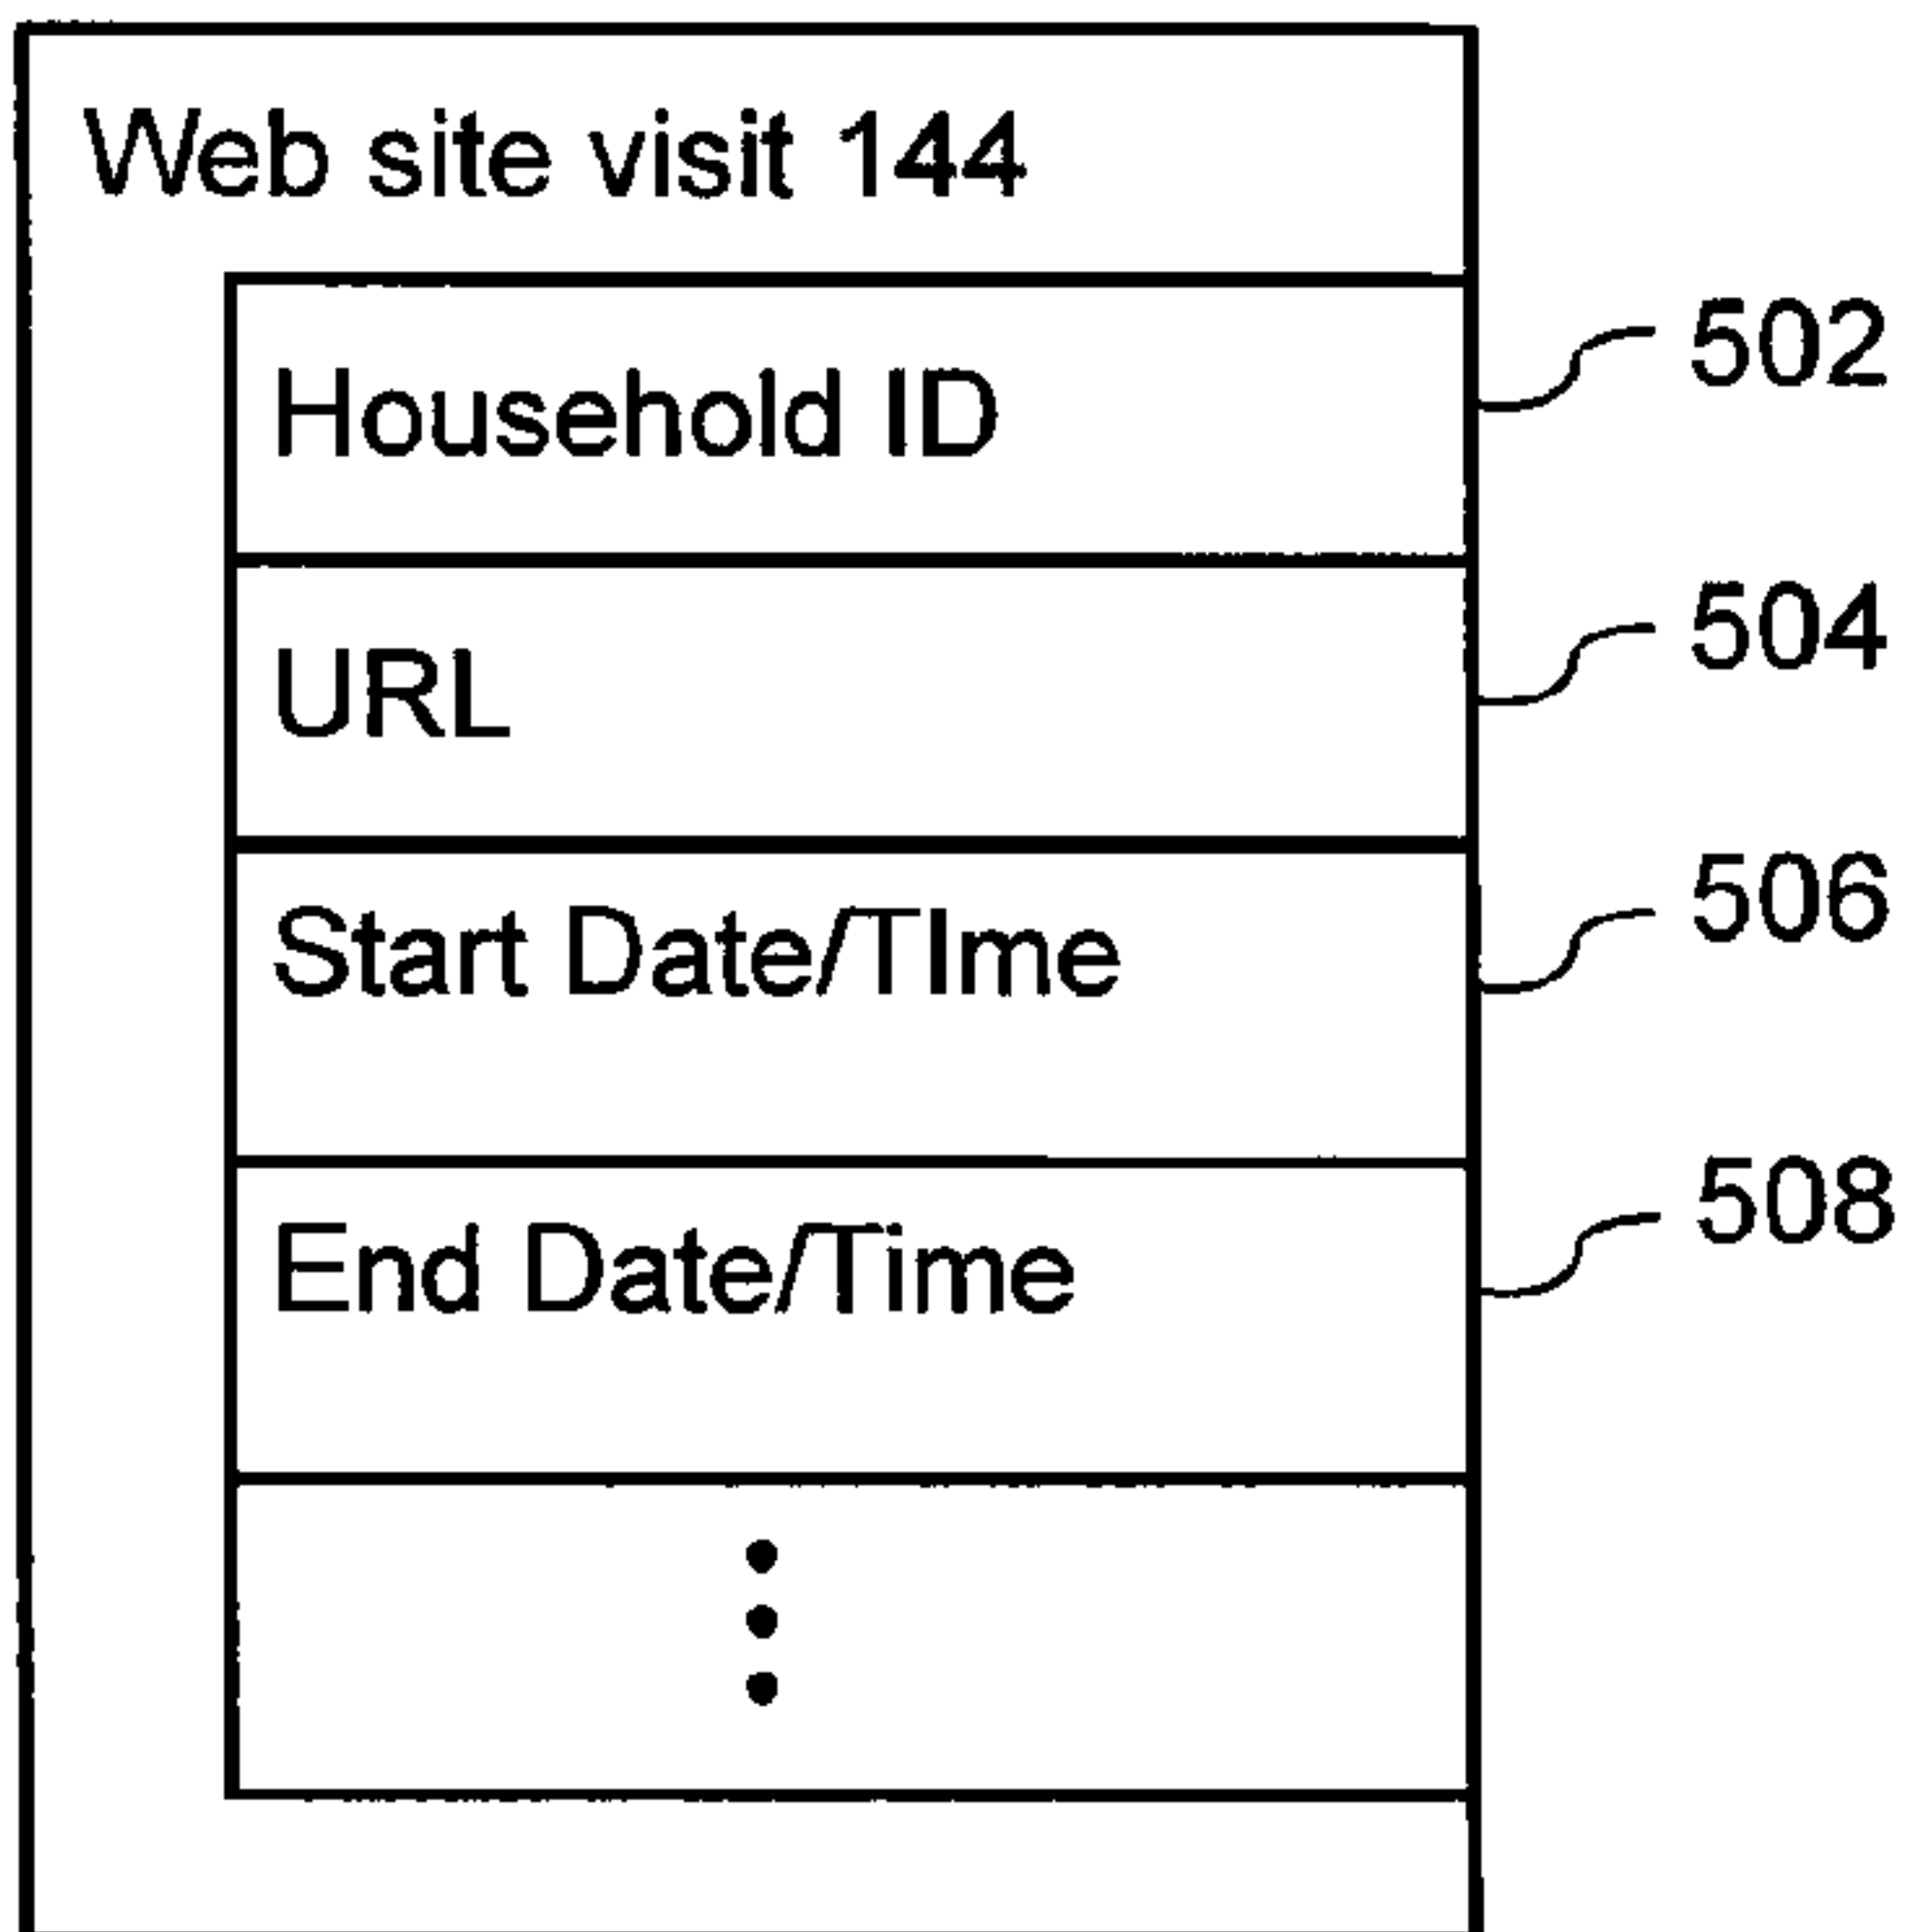 Web site visit 144
Household ID
502
URL
504
Start Date/TIme
506
End Date/Time
508